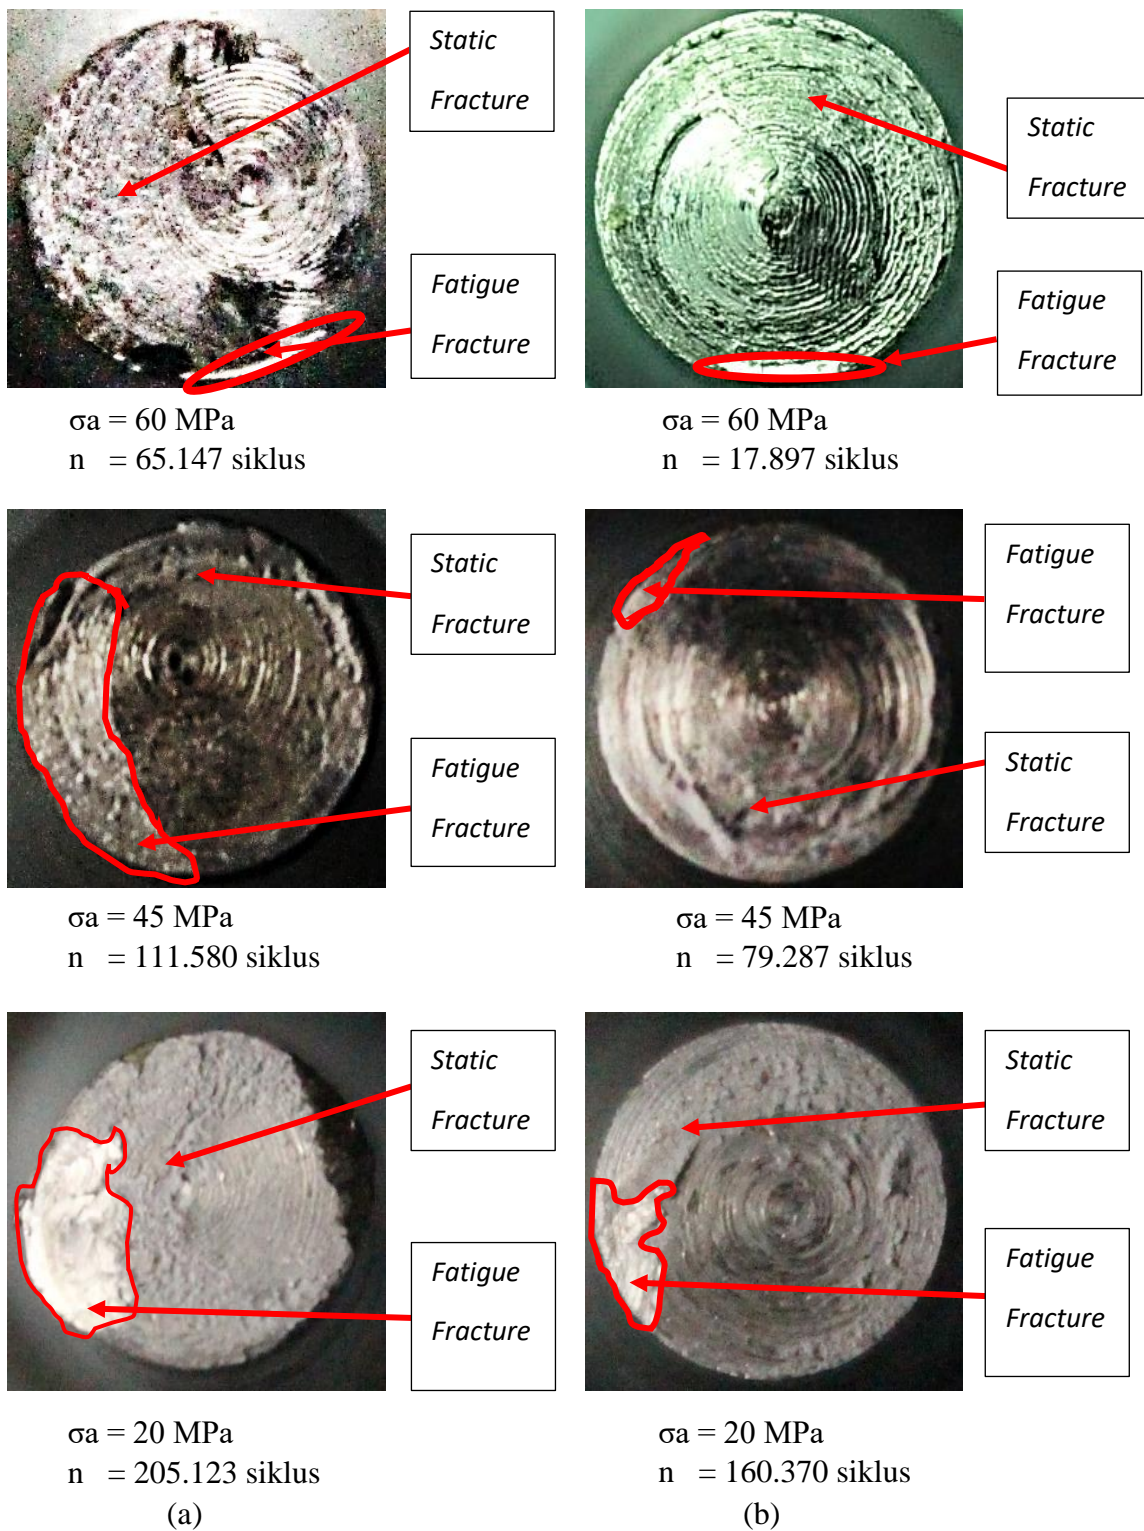 Static
Fracture
Fatigue
Fracture
σa = 60 MPa
n = 65.147 siklus
Static
Fracture
Fatigue
Fracture
σa = 60 MPa
n = 17.897 siklus
Static
Fracture
Fatigue
Fracture
σa = 45 MPa
n = 111.580 siklus
Fatigue
Fracture
Static
Fracture
σa = 45 MPa
n = 79.287 siklus
Static
Fracture
Fatigue
Fracture
σa = 20 MPa
n = 205.123 siklus
(a)
Static
Fracture
Fatigue
Fracture
σa = 20 MPa
n = 160.370 siklus
(b)